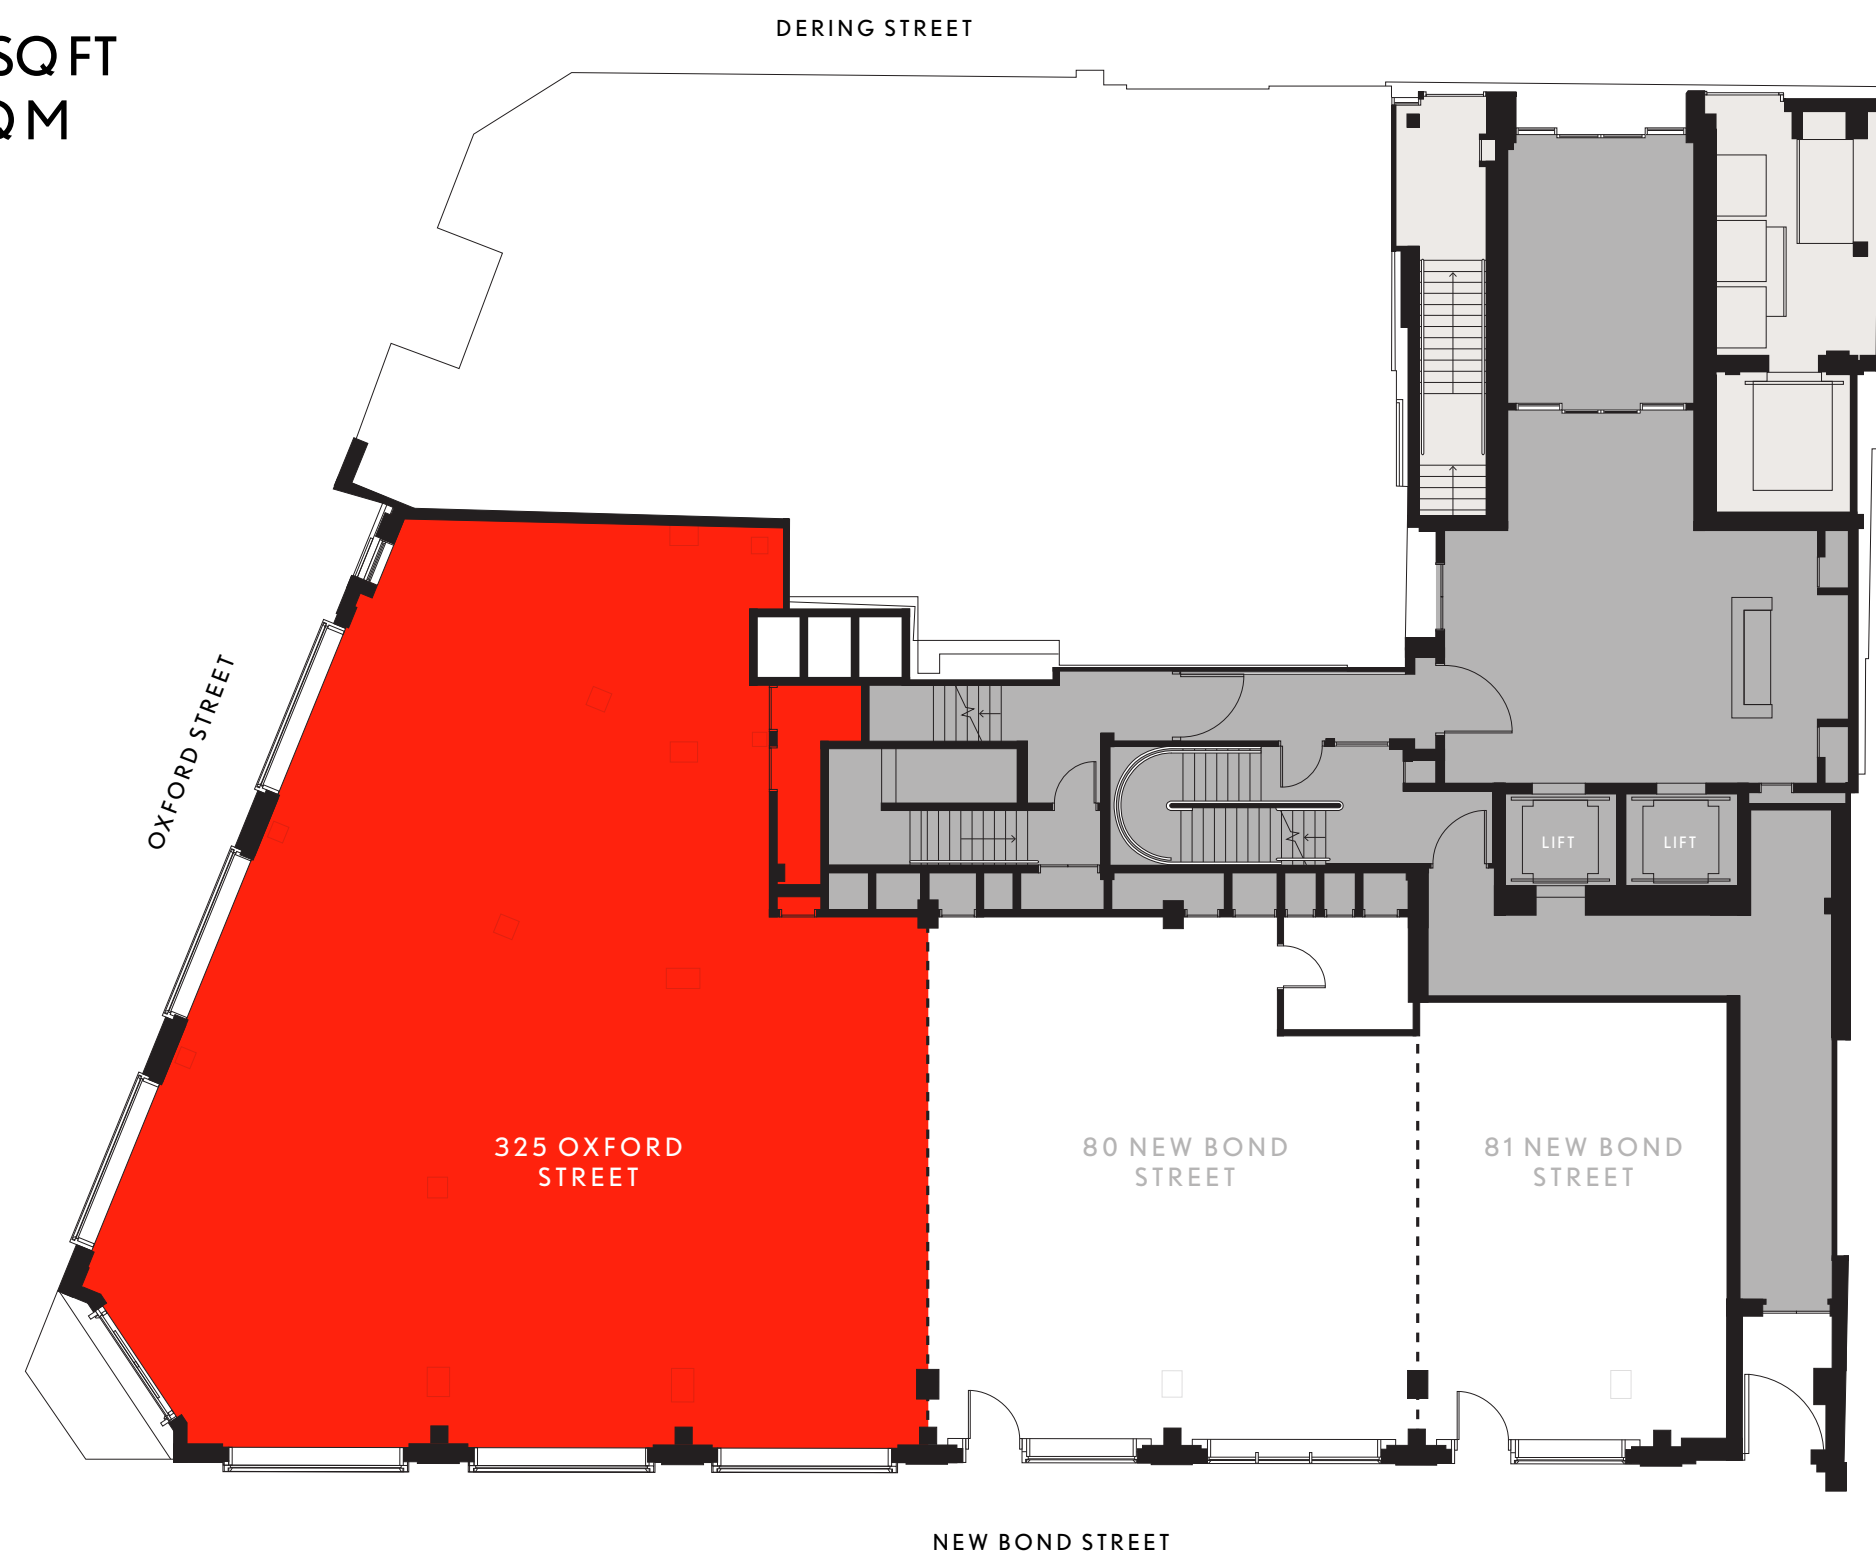 DERING STREET
SQ FT
Q M
OXFORD STREET
LIFT
LIFT
325 OXFORD
STREET
80 NEW BOND
STREET
81 NEW BOND
STREET
NEW BOND STREET